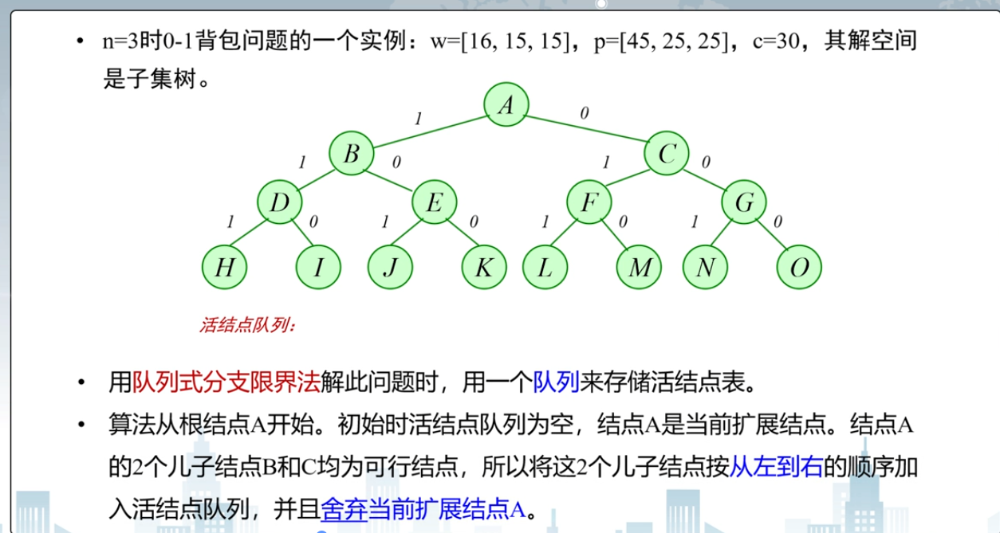 • n=3时0-1背包问题的一个实例：w=[16, 15, 15]，p=[45, 25, 25]，c=30，其解空间
是子集树。
A
1 0
B C
1 0 1 0
D E F G
1 0 1 0 1 0 1 0
H I J K L M N O
活结点队列：
• 用队列式分支限界法解此问题时，用一个队列来存储活结点表。
• 算法从根结点A开始。初始时活结点队列为空，结点A是当前扩展结点。结点A
的2个儿子结点B和C均为可行结点，所以将这2个儿子结点按从左到右的顺序加
入活结点队列，并且舍弃当前扩展结点A。